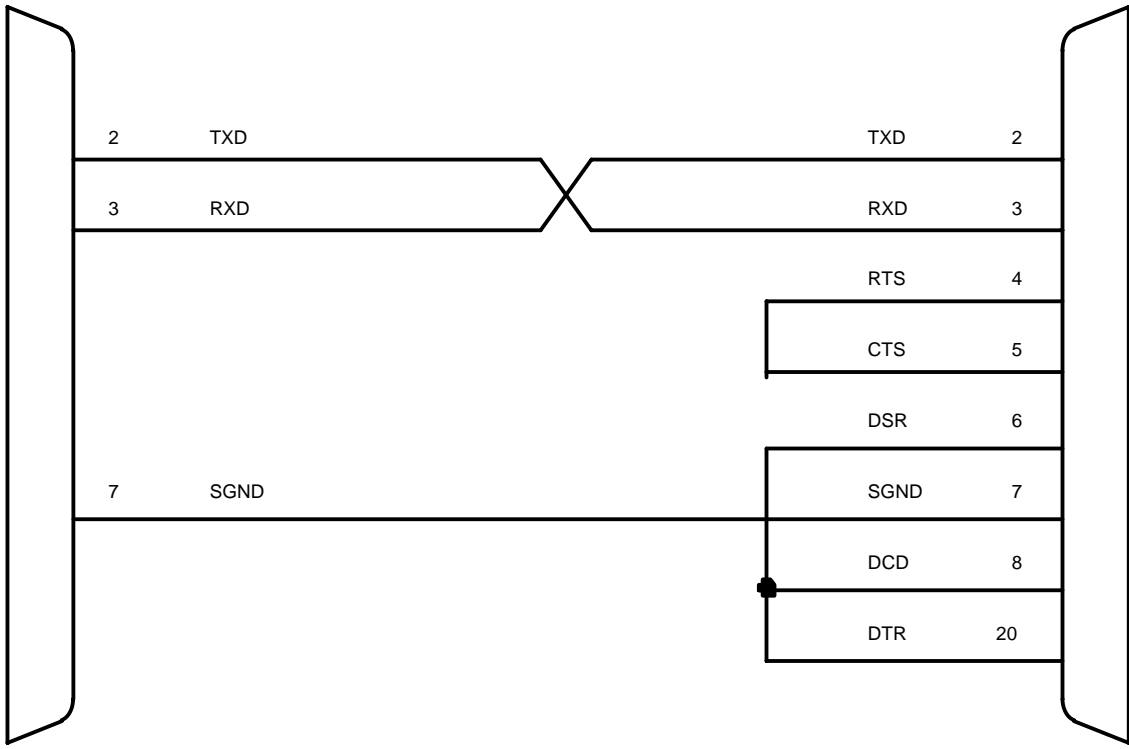 2 TXD TXD 2
3 RXD RXD 3
RTS 4
CTS 5
DSR 6
7 SGND SGND 7
DCD 8
DTR 20